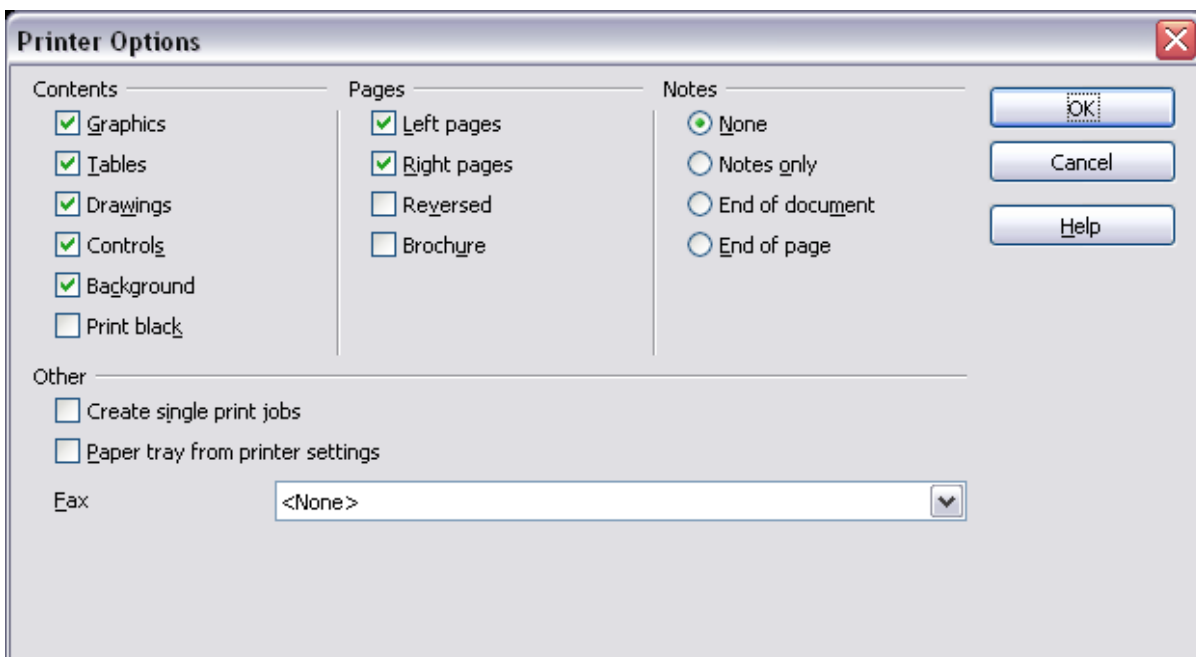 Printer Options
Contents
Graphics
Tables
Drawings
Controls
Background
Print black
Pages
Left pages
Right pages
Reversed
Brochure
Notes
None
Notes only
End of document
End of page
OK
Cancel
Help
Other
Create single print jobs
Paper tray from printer settings
Fax
<None>